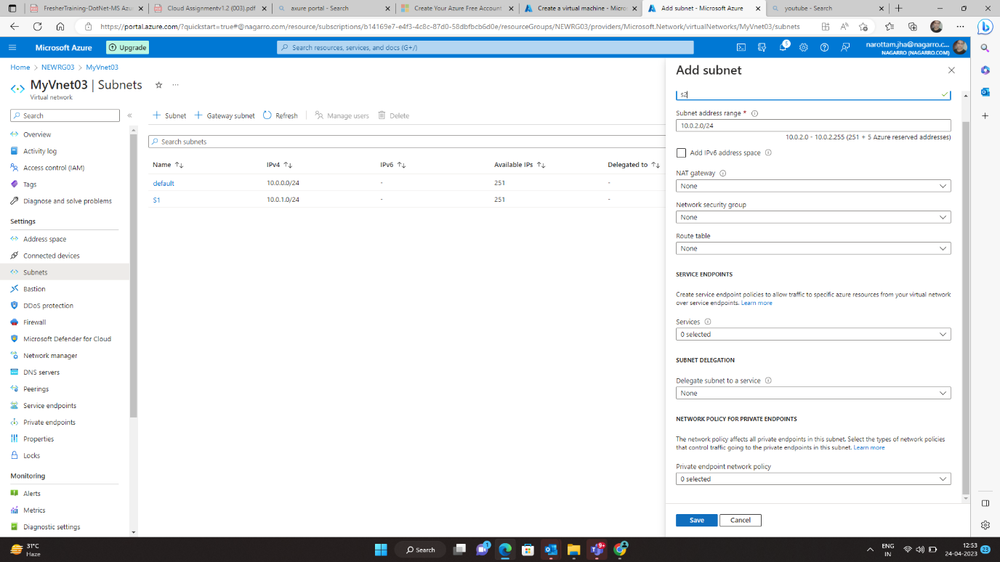 FresherTraining-DotNet-MS Azu
Cloud Assignmentv1.2 (003).pdf
axure portal - Search
Create Your Azure Free Account
Create a virtual machine - Micros
Add subnet - Microsoft Azure
youtube - Search
https://portal.azure.com/?quickstart=true#@nagarro.com/resource/subscriptions/b14169e7-e4f3-4c8c-87d0-58dbfbcb6d0e/resourceGroups/NEWRG03/providers/Microsoft.Network/virtualNetworks/MyVnet03/subnets
Microsoft Azure
Upgrade
Search resources, services, and docs (G+/)
5
narottam.jha@nagarro.c...
NAGARRO (NAGARRO.COM)
Home > NEWRG03 > MyVnet03
MyVnet03 | Subnets
Virtual network
Search
Overview
Activity log
Access control (IAM)
Tags
Diagnose and solve problems
Settings
Address space
Connected devices
Subnets
Bastion
DDoS protection
Firewall
Microsoft Defender for Cloud
Network manager
DNS servers
Peerings
Service endpoints
Private endpoints
Properties
Locks
Monitoring
Alerts
Metrics
Diagnostic settings
+ Subnet + Gateway subnet Refresh Manage users Delete
Search subnets
Name IPv4 IPv6 Available IPs Delegated to
default 10.0.0.0/24 - 251 -
S1 10.0.1.0/24 - 251 -
Add subnet
s2
Subnet address range *
10.0.2.0/24
10.0.2.0 - 10.0.2.255 (251 + 5 Azure reserved addresses)
Add IPv6 address space
NAT gateway
None
Network security group
None
Route table
None
SERVICE ENDPOINTS
Create service endpoint policies to allow traffic to specific azure resources from your virtual network
over service endpoints. Learn more
Services
0 selected
SUBNET DELEGATION
Delegate subnet to a service
None
NETWORK POLICY FOR PRIVATE ENDPOINTS
The network policy affects all private endpoints in this subnet. Select the types of network policies
that control traffic going to the private endpoints in this subnet. Learn more
Private endpoint network policy
0 selected
Save
Cancel
31°C
Haze
Search
1
9+
ENG
IN
12:53
24-04-2023
23